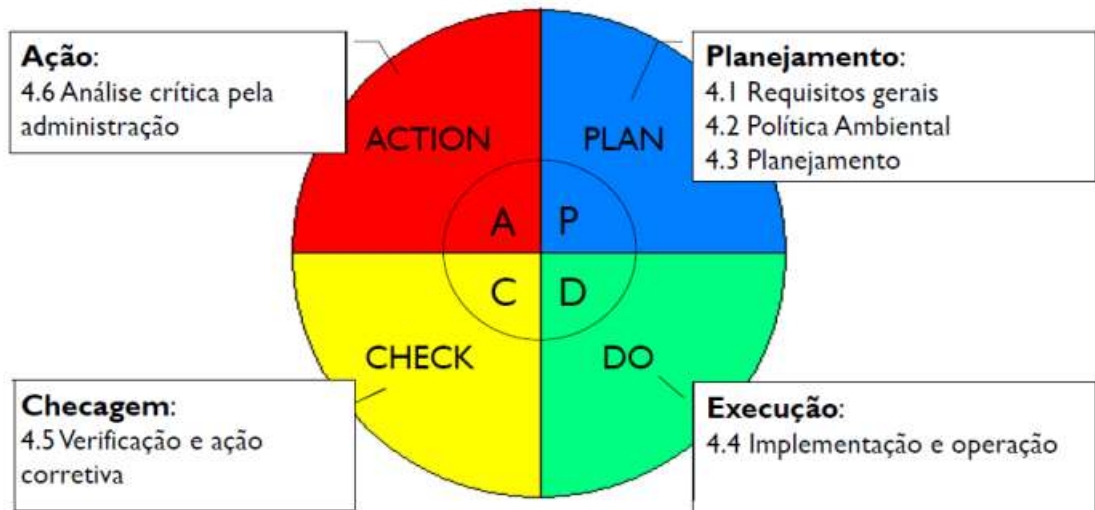 Ação:
4.6 Análise crítica pela
administração
ACTION
A
PLAN
P
Planejamento:
4.1 Requisitos gerais
4.2 Política Ambiental
4.3 Planejamento
Checagem:
4.5 Verificação e ação
corretiva
CHECK
C
DO
D
Execução:
4.4 Implementação e operação